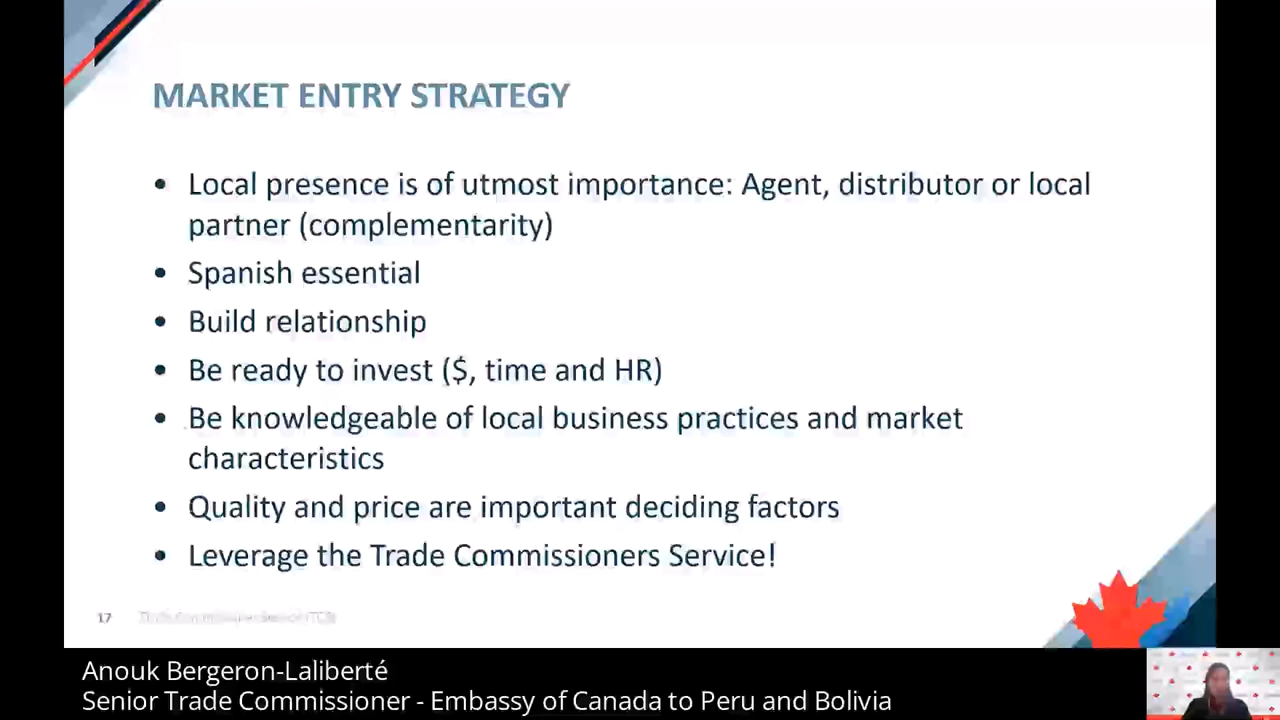 MARKET ENTRY STRATEGY
• Local presence is of utmost importance: Agent, distributor or local
partner (complementarity)
• Spanish essential
• Build relationship
• Be ready to invest ($, time and HR)
• Be knowledgeable of local business practices and market
characteristics
• Quality and price are important deciding factors
• Leverage the Trade Commissioners Service!
17
Anouk Bergeron-Laliberté
Senior Trade Commissioner - Embassy of Canada to Peru and Bolivia